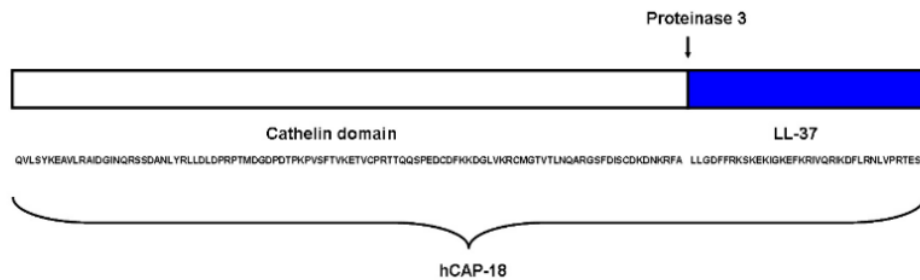 Proteinase 3
Cathelin domain LL-37
QVLSYKEAVLRAIDGINQRSSDANLYRLLDLDPRPTMDGDPDTPKPVSFTVKETVCPRTTQQSPEDCDFKKDGLVKRCMGTVTLNQARGSFDISCDKDNKRFA LLGDFFRKSKEKIGKEFKRIVQRIKDFLRNLVPRTES
hCAP-18